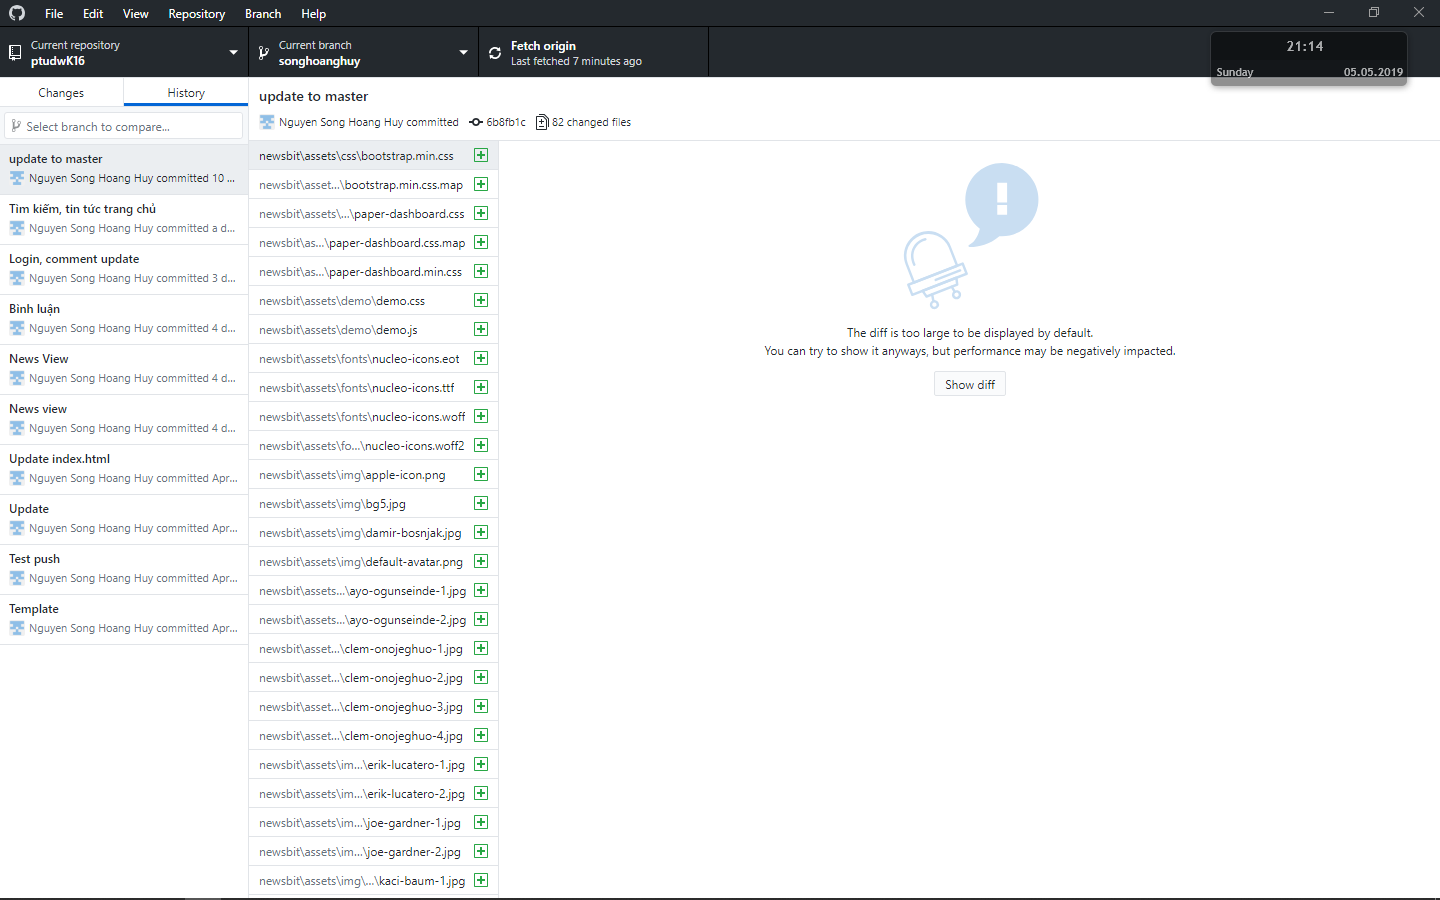 File Edit View Repository Branch Help
Current repository
ptudwK16
Current branch
songhoanghuy
Fetch origin
Last fetched 7 minutes ago
21:14
Sunday 05.05.2019
Changes History
Select branch to compare...
update to master
Nguyen Song Hoang Huy committed 10 ...
Tìm kiếm, tin tức trang chủ
Nguyen Song Hoang Huy committed a d...
Login, comment update
Nguyen Song Hoang Huy committed 3 d...
Bình luận
Nguyen Song Hoang Huy committed 4 d...
News View
Nguyen Song Hoang Huy committed 4 d...
News view
Nguyen Song Hoang Huy committed 4 d...
Update index.html
Nguyen Song Hoang Huy committed Apr...
Update
Nguyen Song Hoang Huy committed Apr...
Test push
Nguyen Song Hoang Huy committed Apr...
Template
Nguyen Song Hoang Huy committed Apr...
update to master
Nguyen Song Hoang Huy committed 6b8fb1c 82 changed files
newsbit\assets\css\bootstrap.min.css
newsbit\asset...\bootstrap.min.css.map
newsbit\assets\...\paper-dashboard.css
newsbit\as...\paper-dashboard.css.map
newsbit\as...\paper-dashboard.min.css
newsbit\assets\demo\demo.css
newsbit\assets\demo\demo.js
newsbit\assets\fonts\nucleo-icons.eot
newsbit\assets\fonts\nucleo-icons.ttf
newsbit\assets\fonts\nucleo-icons.woff
newsbit\assets\fo...\nucleo-icons.woff2
newsbit\assets\img\apple-icon.png
newsbit\assets\img\bg5.jpg
newsbit\assets\img\damir-bosnjak.jpg
newsbit\assets\img\default-avatar.png
newsbit\assets...\ayo-ogunseinde-1.jpg
newsbit\assets...\ayo-ogunseinde-2.jpg
newsbit\asset...\clem-onojeghuo-1.jpg
newsbit\asset...\clem-onojeghuo-2.jpg
newsbit\asset...\clem-onojeghuo-3.jpg
newsbit\asset...\clem-onojeghuo-4.jpg
newsbit\assets\im...\erik-lucatero-1.jpg
newsbit\assets\im...\erik-lucatero-2.jpg
newsbit\assets\im...\joe-gardner-1.jpg
newsbit\assets\im...\joe-gardner-2.jpg
newsbit\assets\img\...\kaci-baum-1.jpg
The diff is too large to be displayed by default.
You can try to show it anyways, but performance may be negatively impacted.
Show diff